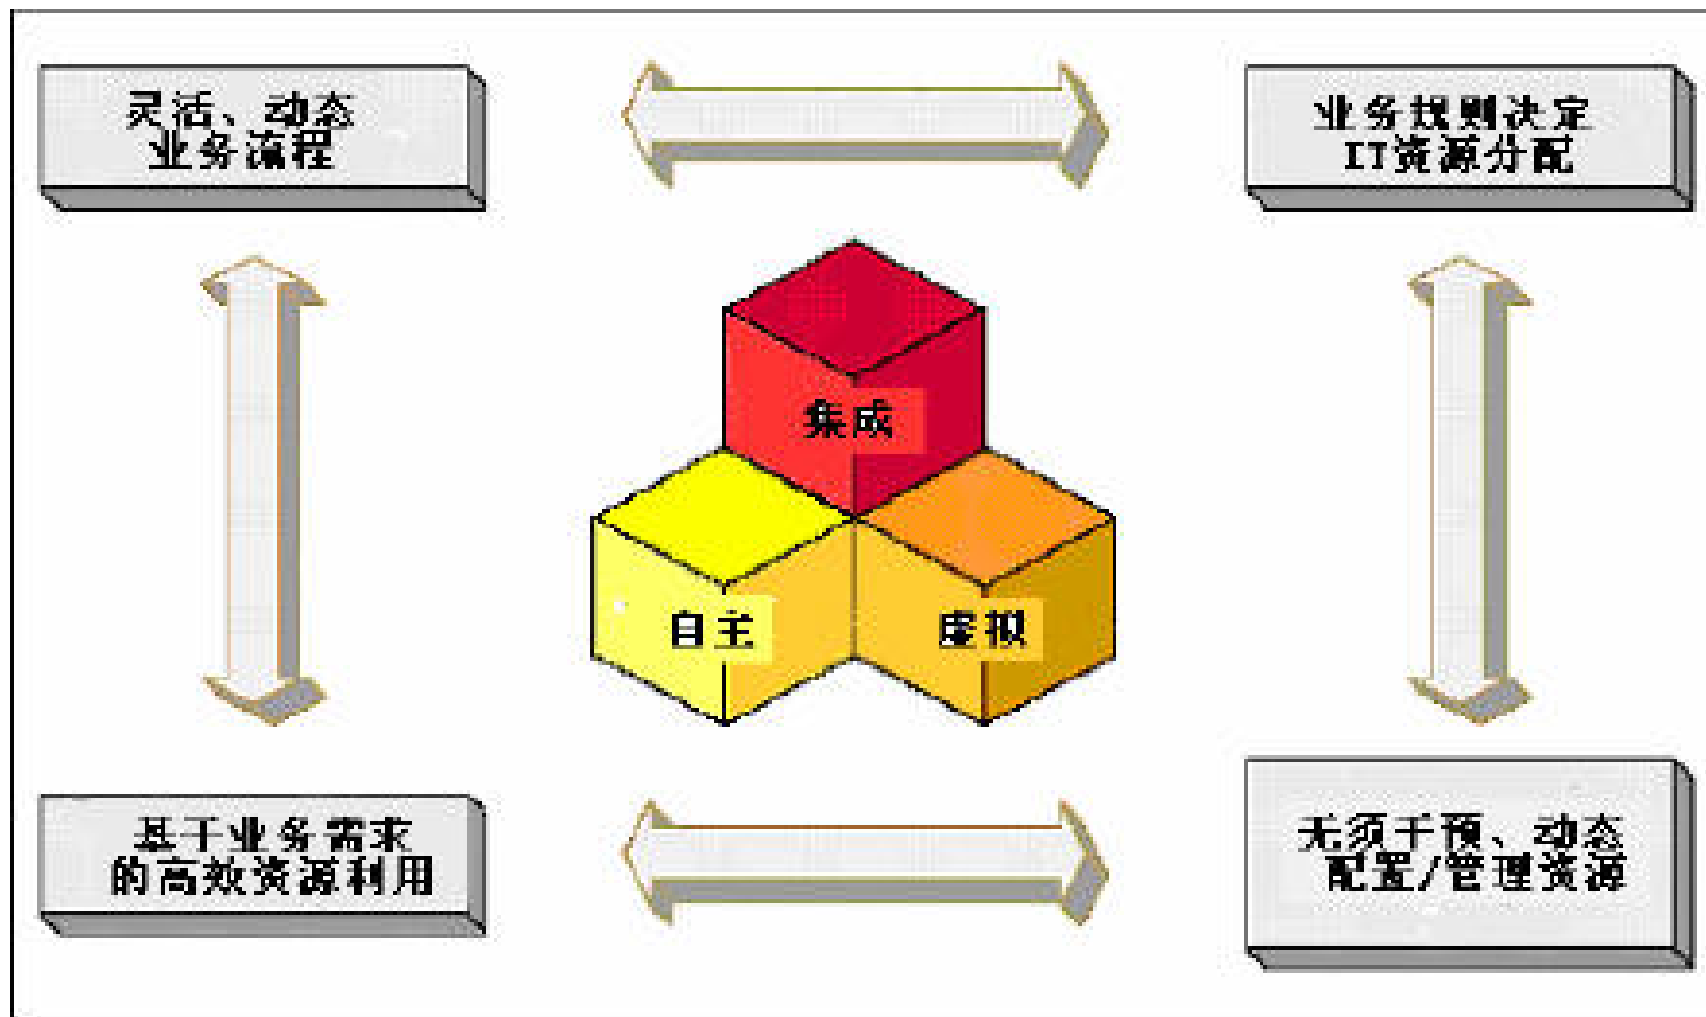 灵活、动态
业务流程
业务规则决定
IT资源分配
集成
自主
虚拟
基于业务需求
的高效资源利用
无须干预、动态
配置/管理资源